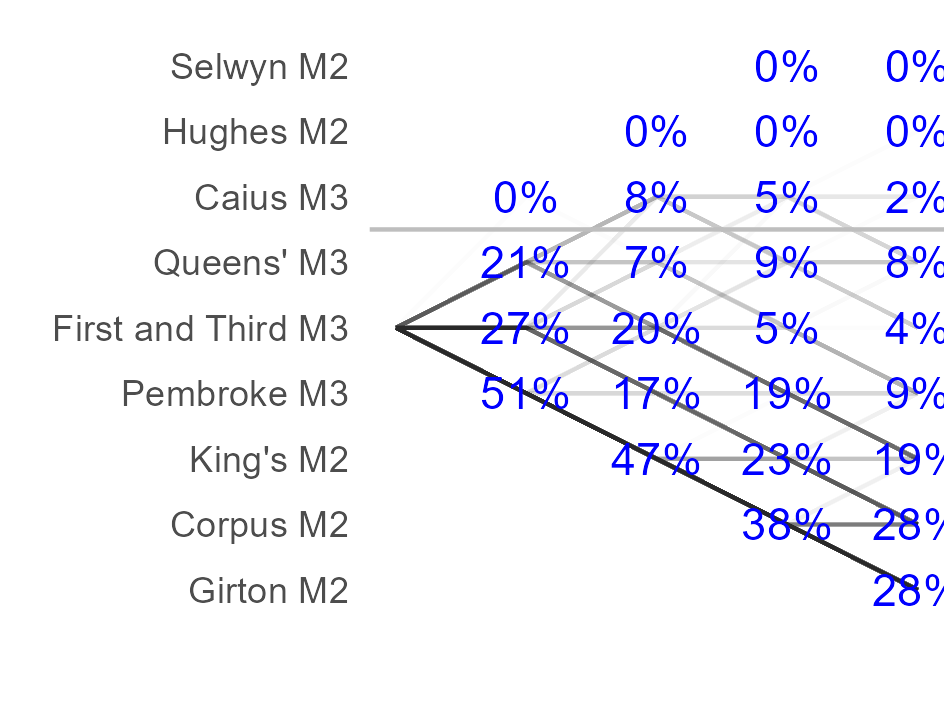 Selwyn M2 0% 0%
Hughes M2 0% 0% 0%
Caius M3 0% 8% 5% 2%
Queens' M3 21% 7% 9% 8%
First and Third M3 27% 20% 5% 4%
Pembroke M3 51% 17% 19% 9%
King's M2 47% 23% 19%
Corpus M2 38% 28%
Girton M2 28%